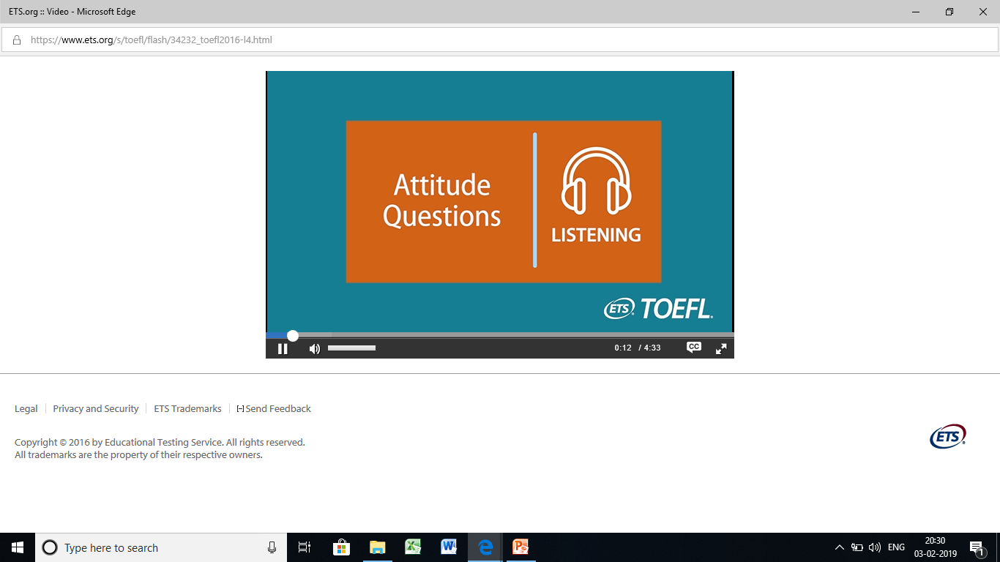 ETS.org :: Video - Microsoft Edge
https://www.ets.org/s/toefl/flash/34232_toefl2016-l4.html
Attitude
Questions
LISTENING
ETS® TOEFL®
0:12 / 4:33
CC
Legal Privacy and Security ETS Trademarks [-] Send Feedback
Copyright © 2016 by Educational Testing Service. All rights reserved.
All trademarks are the property of their respective owners.
ETS®
Type here to search
ENG
20:30
03-02-2019
1